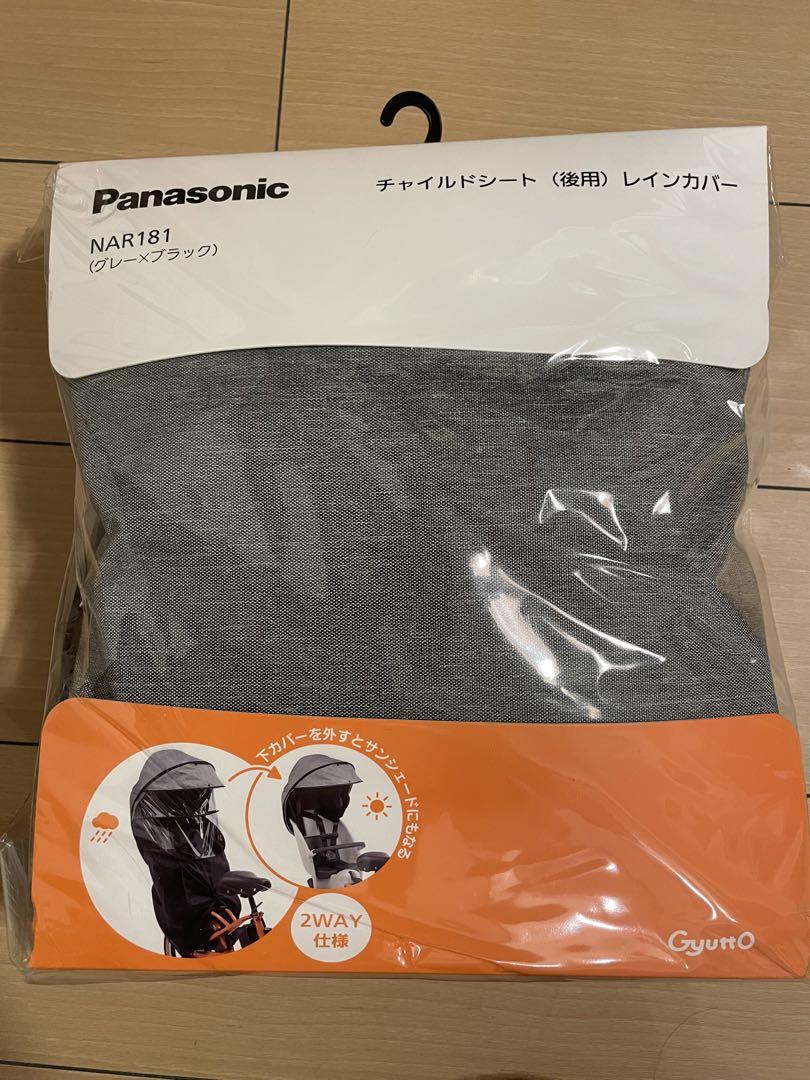 Panasonic
チャイルドシート（後用）レインカバー
NAR181
（グレー×ブラック）
下カバーを外すとサンシェードにもなる
2WAY
仕様
Gyutto